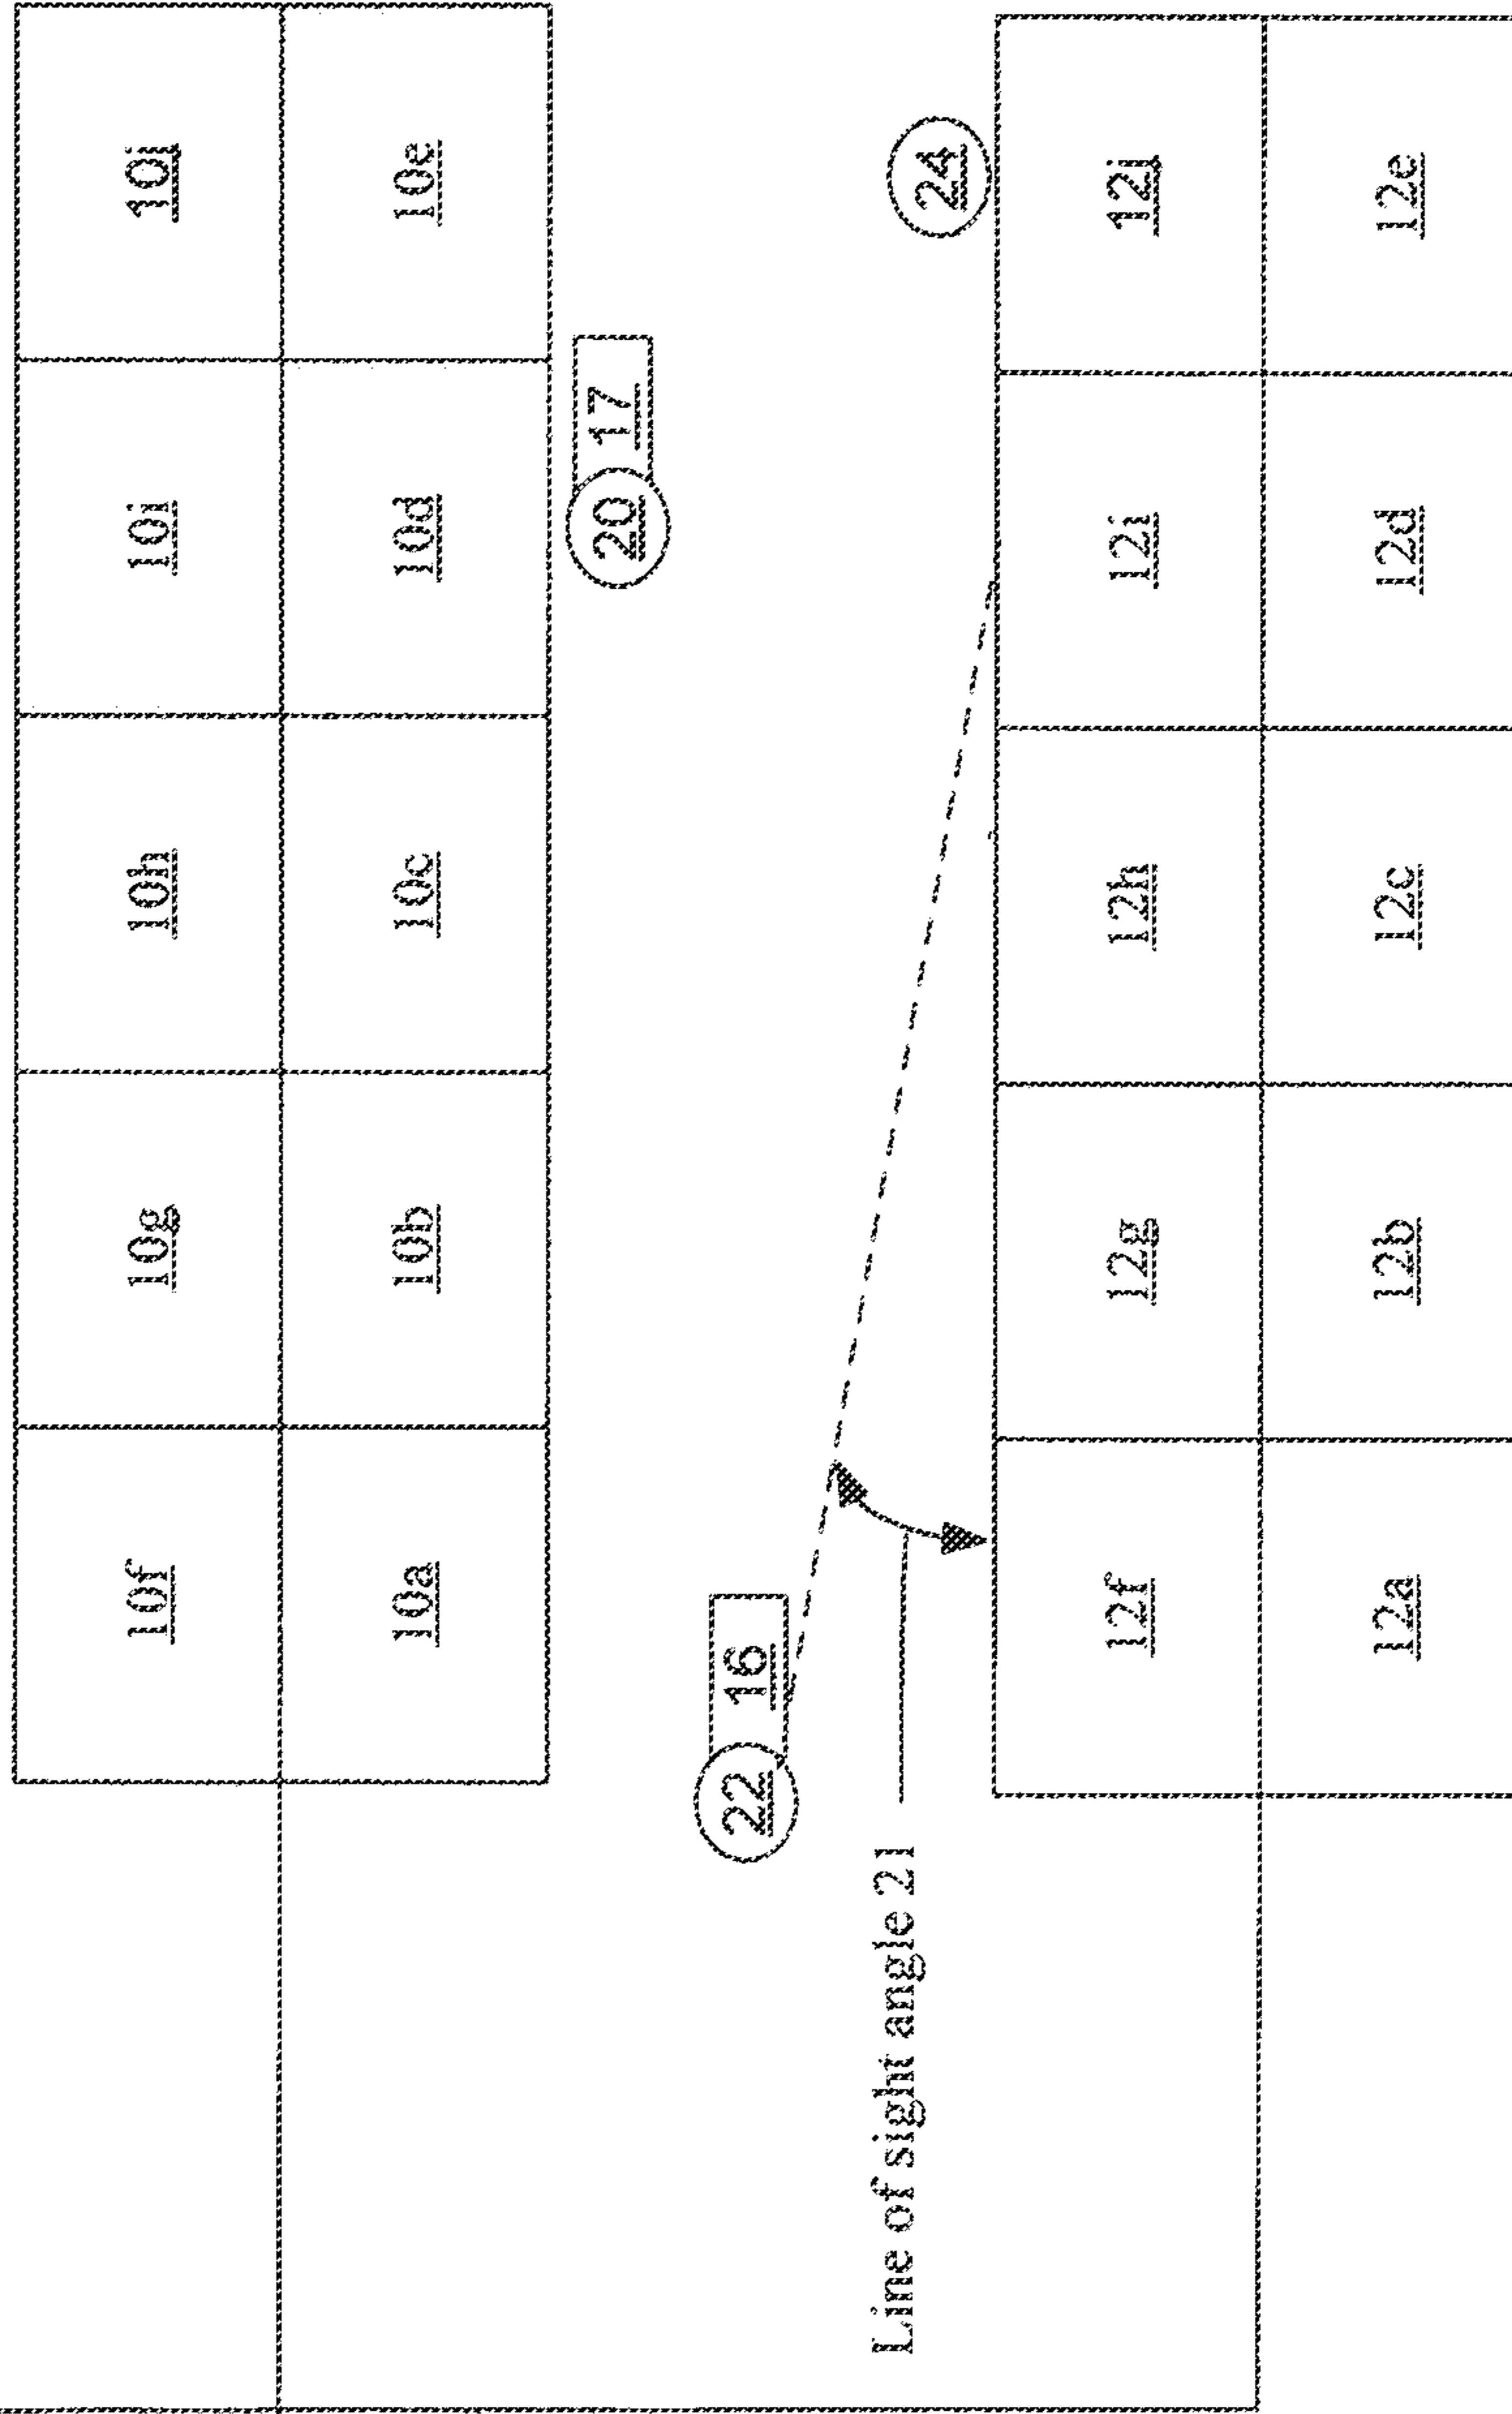 10f 10g 10h 10i 10j
10a 10b 10c 10d 10e
20 17
22 16
Line of sight angle 21
24
12f 12g 12h 12i 12j
12a 12b 12c 12d 12e